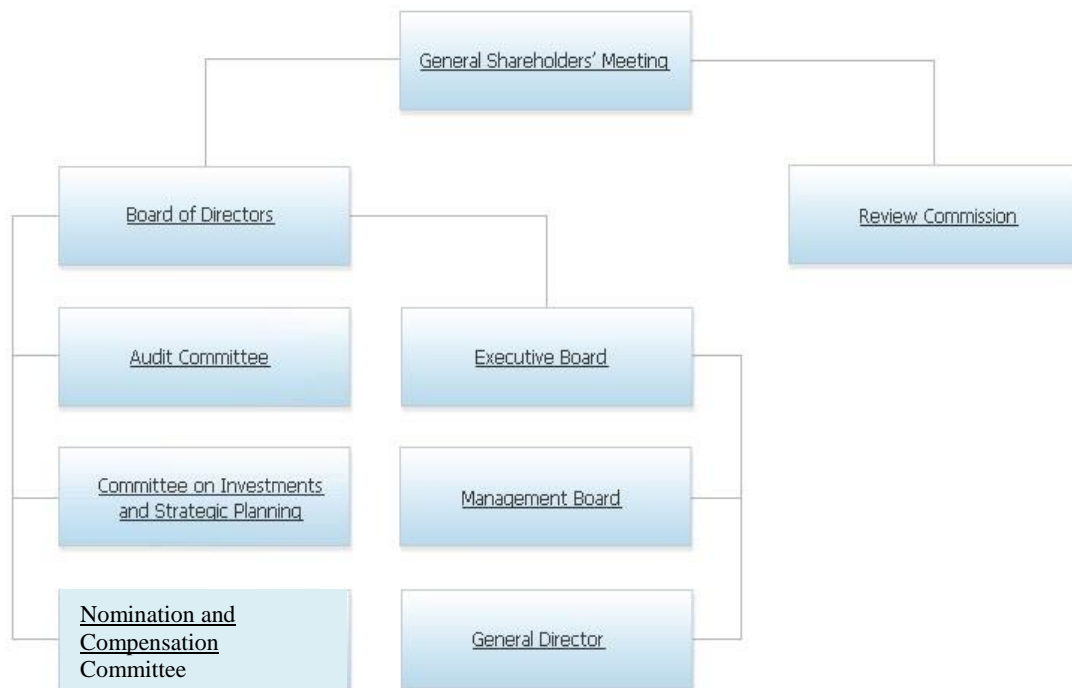 General Shareholders' Meeting
Board of Directors
Review Commission
Audit Committee
Executive Board
Committee on Investments
and Strategic Planning
Management Board
Nomination and
Compensation
Committee
General Director